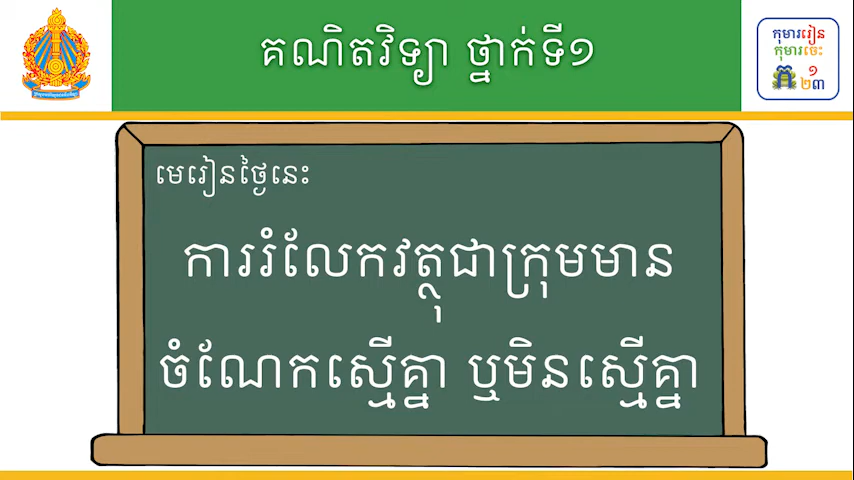 គណិតវិទ្យា ថ្នាក់ទី១
កុមាររៀន
កុមារចេះ
១
២៣
មេរៀនថ្ងៃនេះ
ការរំលែកវត្ថុជាក្រុមមាន
ចំណែកស្មើគ្នា ឬមិនស្មើគ្នា